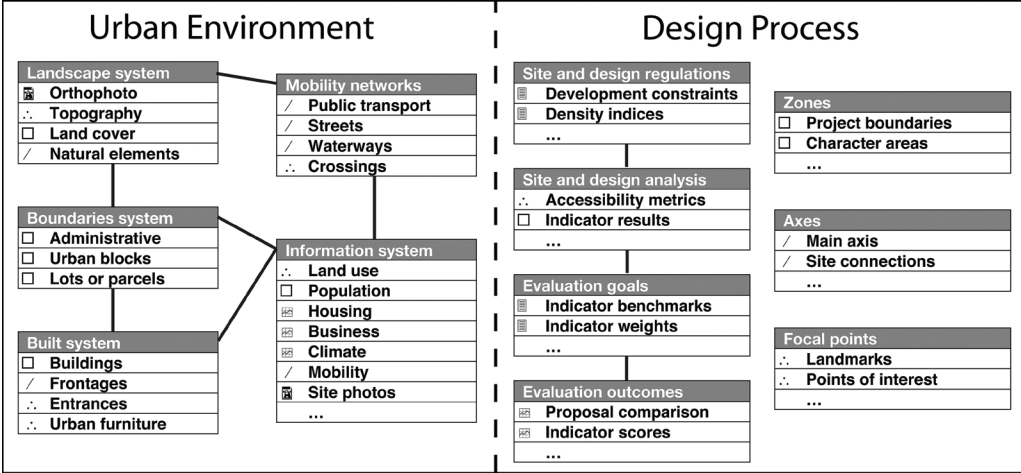 Urban Environment
Landscape system
Orthophoto
Topography
Land cover
Natural elements
Boundaries system
Administrative
Urban blocks
Lots or parcels
Built system
Buildings
Frontages
Entrances
Urban furniture
Mobility networks
Public transport
Streets
Waterways
Crossings
Information system
Land use
Population
Housing
Business
Climate
Mobility
Site photos
...
Design Process
Site and design regulations
Development constraints
Density indices
...
Site and design analysis
Accessibility metrics
Indicator results
...
Evaluation goals
Indicator benchmarks
Indicator weights
...
Evaluation outcomes
Proposal comparison
Indicator scores
...
Zones
Project boundaries
Character areas
...
Axes
Main axis
Site connections
...
Focal points
Landmarks
Points of interest
...